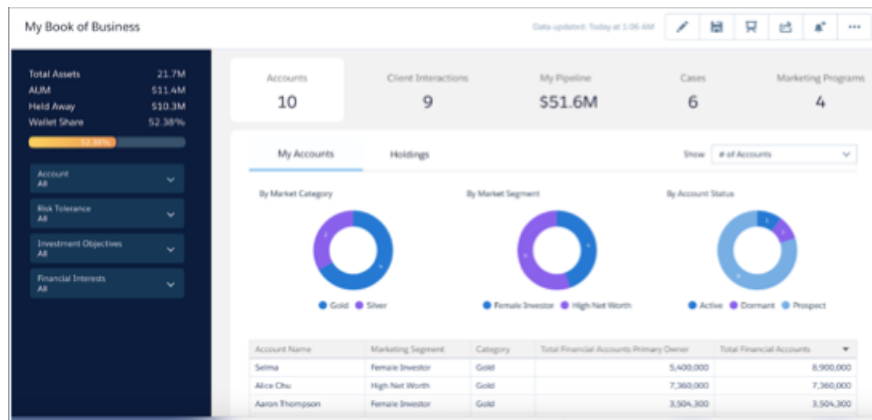 My Book of Business
Data updated: Today at 1:06 AM
Total Assets 21.7M
AUM $11.4M
Held Away $10.3M
Wallet Share 52.38%
52.38%
Account
All
Risk Tolerance
All
Investment Objectives
All
Financial Interests
All
Accounts
10
Client Interactions
9
My Pipeline
$51.6M
Cases
6
Marketing Programs
4
My Accounts
Holdings
Show # of Accounts
By Market Category
Gold Silver
By Market Segment
Female Investor High Net Worth
By Account Status
Active Dormant Prospect
Account Name Marketing Segment Category Total Financial Accounts Primary Owner Total Financial Accounts
Selma Female Investor Gold 5,400,000 8,900,000
Alice Chu High Net Worth Gold 7,360,000 7,360,000
Aaron Thompson Female Investor Gold 3,504,300 3,504,300